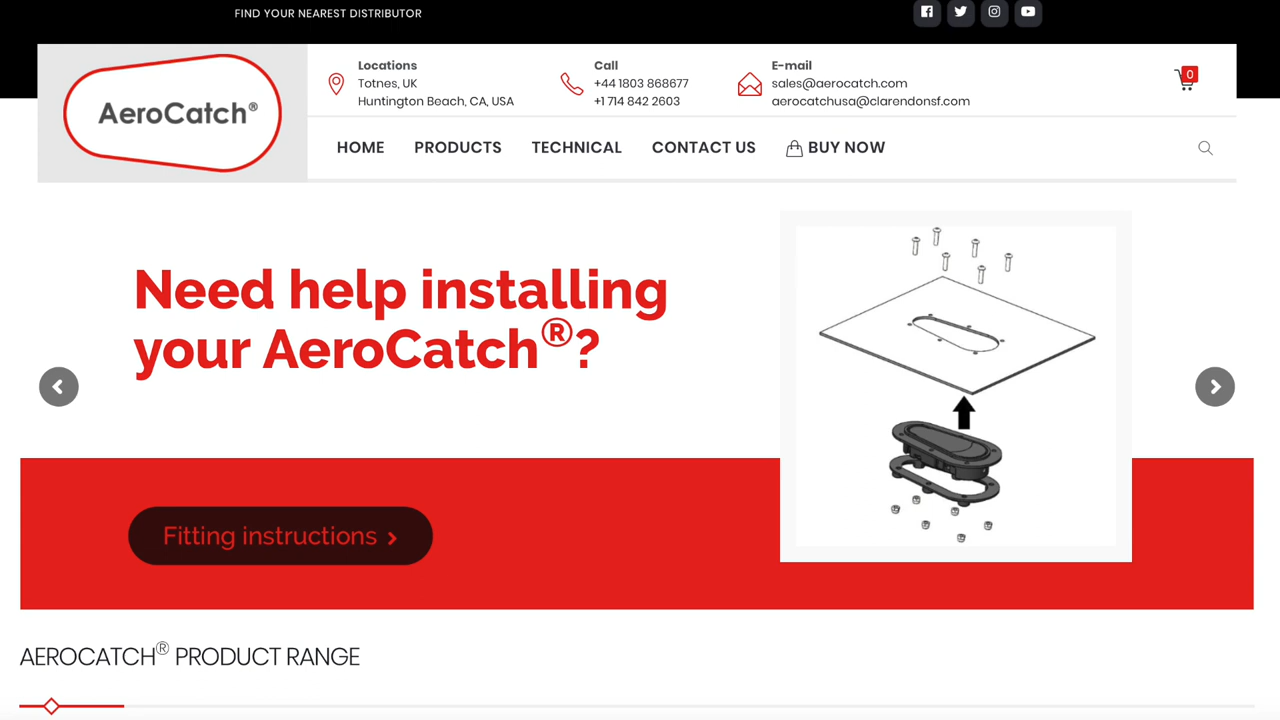 FIND YOUR NEAREST DISTRIBUTOR
AeroCatch®
Locations
Totnes, UK
Huntington Beach, CA, USA
Call
+44 1803 868677
+1 714 842 2603
E-mail
sales@aerocatch.com
aerocatchusa@clarendonsf.com
0
HOME PRODUCTS TECHNICAL CONTACT US BUY NOW
Need help installing
your AeroCatch®?
Fitting instructions
AEROCATCH® PRODUCT RANGE